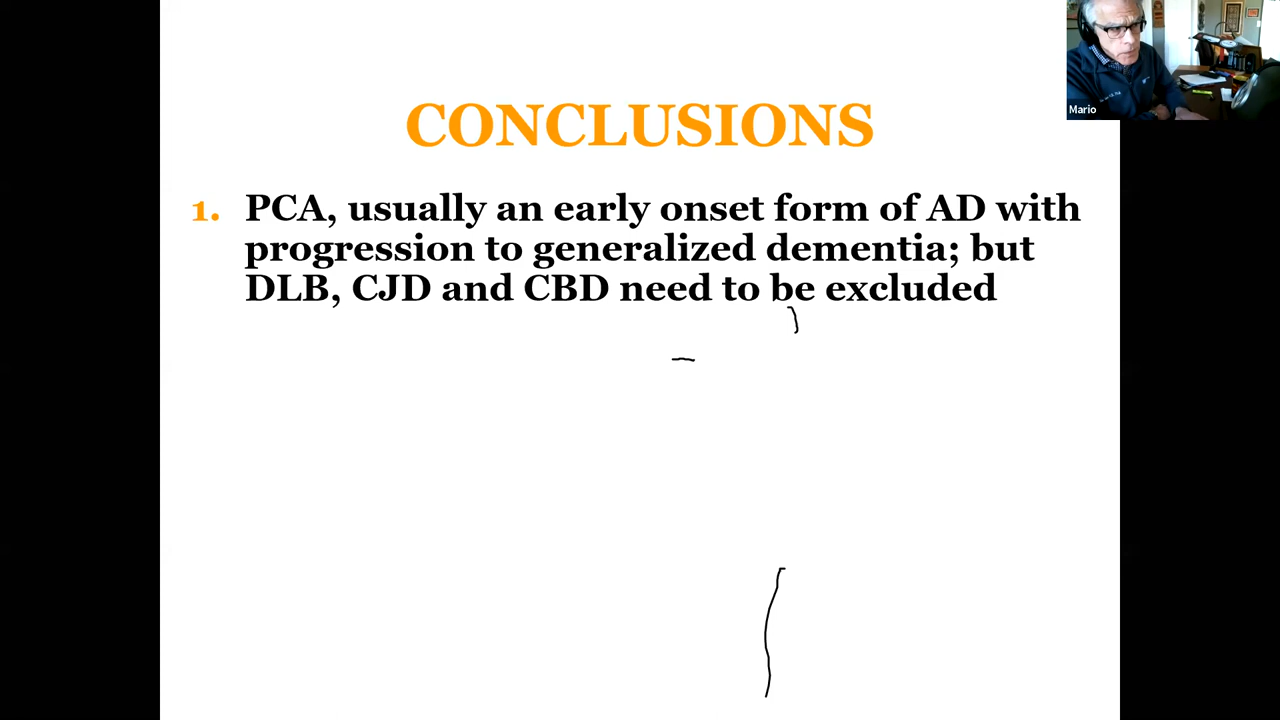 Mario
CONCLUSIONS
1. PCA, usually an early onset form of AD with
progression to generalized dementia; but
DLB, CJD and CBD need to be excluded